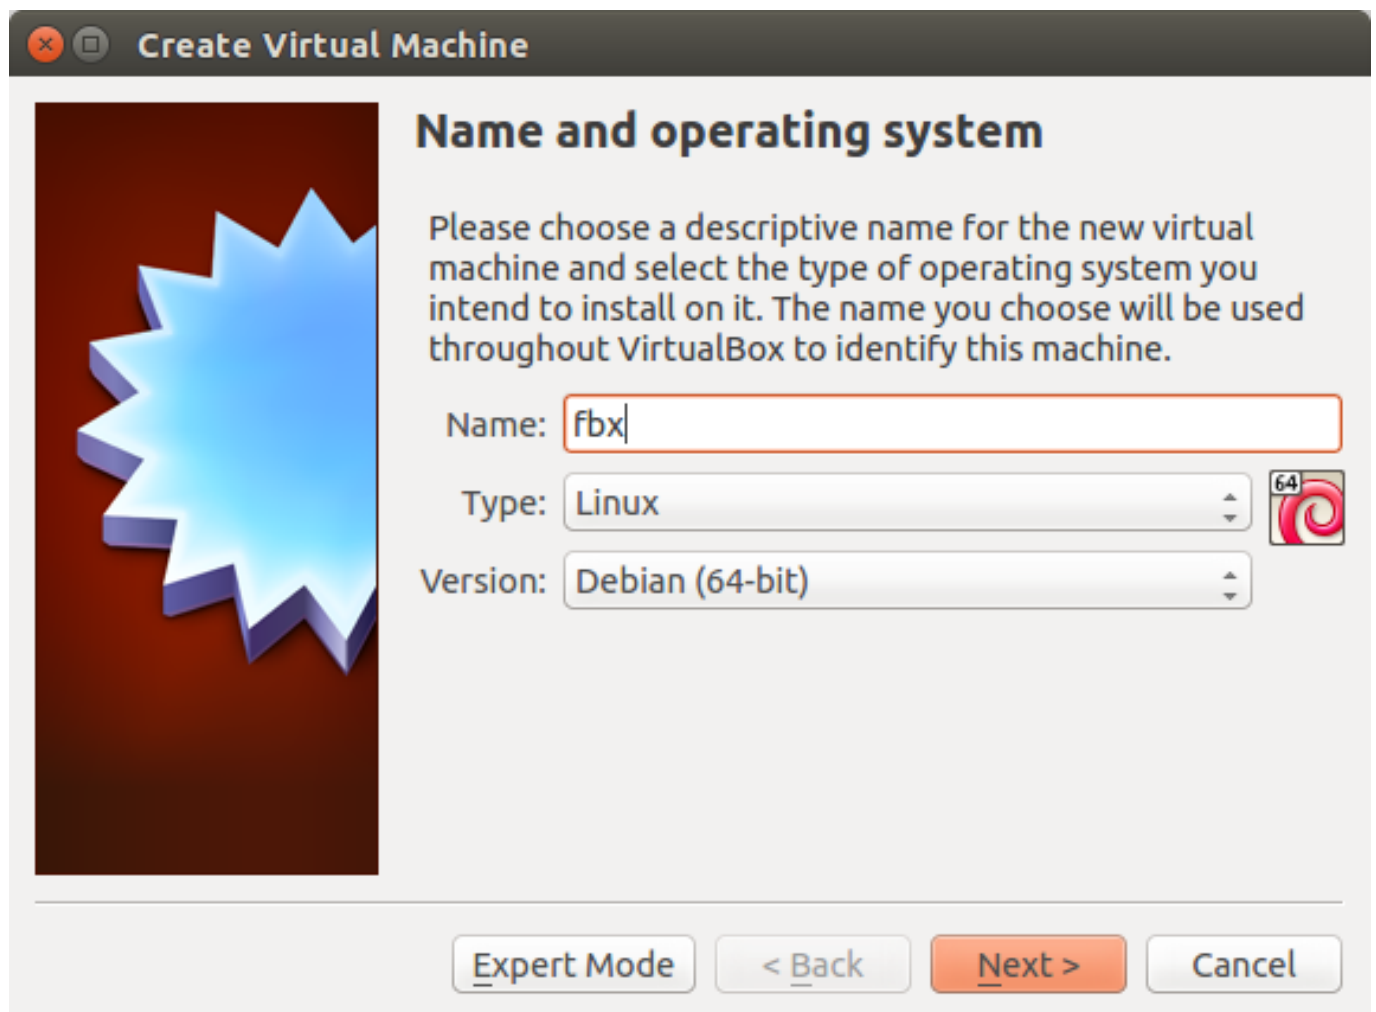 Create Virtual Machine
Name and operating system
Please choose a descriptive name for the new virtual
machine and select the type of operating system you
intend to install on it. The name you choose will be used
throughout VirtualBox to identify this machine.
Name: fbx
Type: Linux
64
Version: Debian (64-bit)
Expert Mode < Back Next > Cancel